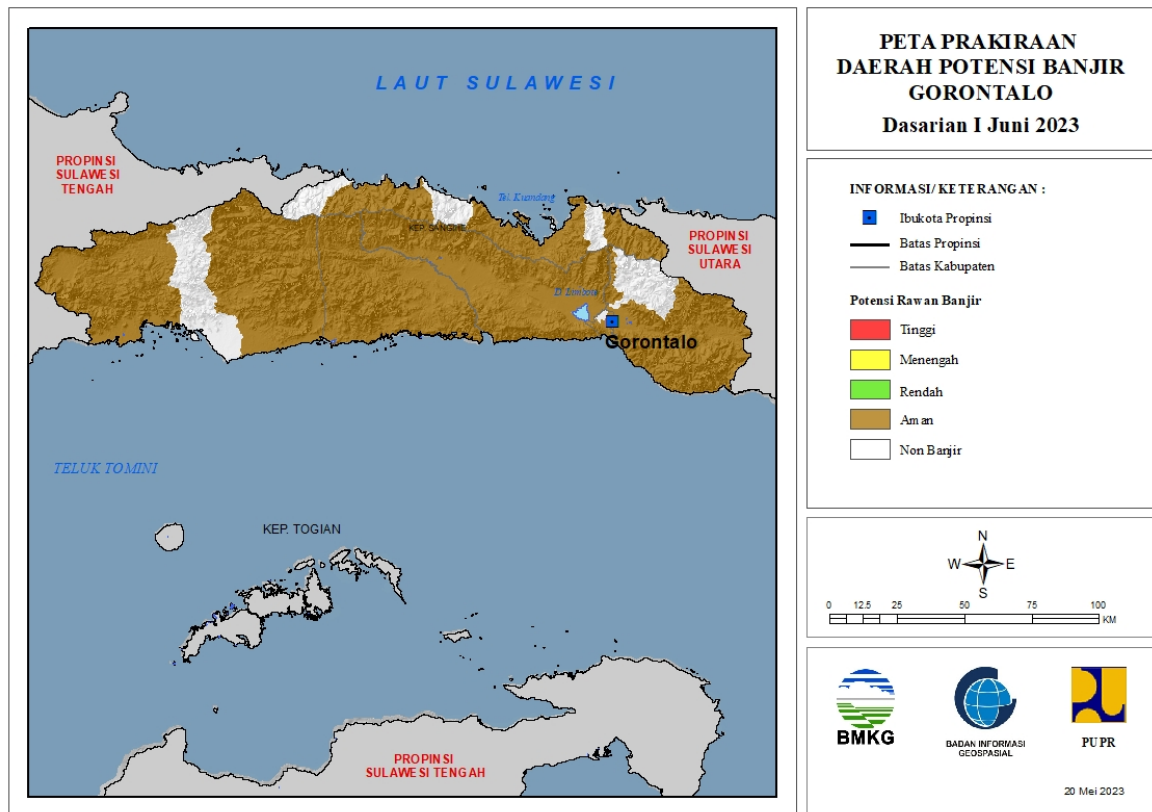 LAUT SULAWESI
PROPINSI
SULAWESI
TENGAH
Tel. Kuandang
KEP. SANGIHE
PROPINSI
SULAWESI
UTARA
D. Limboto
Gorontalo
TELUK TOMINI
KEP. TOGIAN
PROPINSI
SULAWESI TENGAH
PETA PRAKIRAAN
DAERAH POTENSI BANJIR
GORONTALO
Dasarian I Juni 2023
INFORMASI/ KETERANGAN :
Ibukota Propinsi
Batas Propinsi
Batas Kabupaten
Potensi Rawan Banjir
Tinggi
Menengah
Rendah
Aman
Non Banjir
N
W E
S
0 12.5 25 50 75 100
KM
BMKG
BADAN INFORMASI
GEOSPASIAL
PUPR
20 Mei 2023